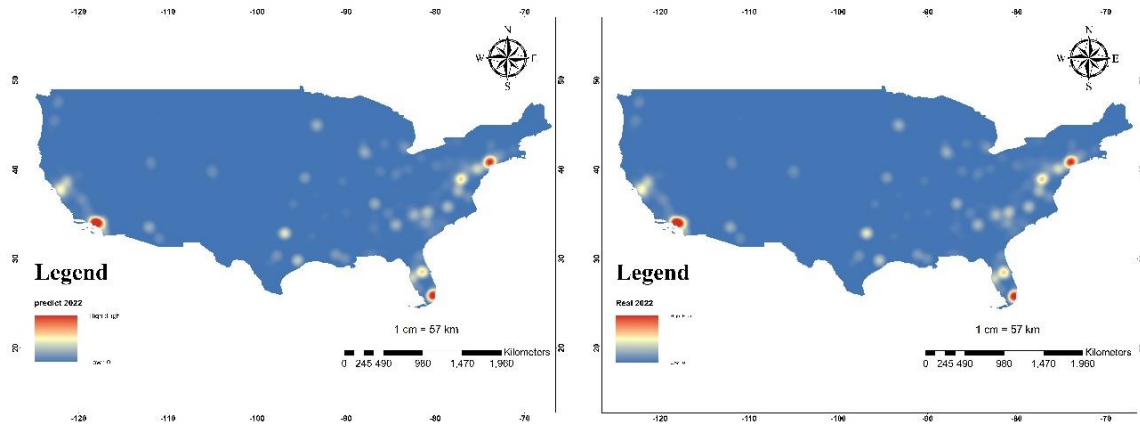 -120 -110 -100 -90 -80 -70
N
W
S
50
40
30
20
Legend
predict 2022
1 cm = 57 km
Kilometers
0 245 490 980 1,470 1,960
-120 -110 -100 -90 -80 -70
-120 -110 -100 -90 -80 -70
N
W E
S
50
40
30
20
Legend
Real 2022
1 cm = 57 km
Kilometers
0 245 490 980 1,470 1,960
-120 -110 -100 -90 -80 -70